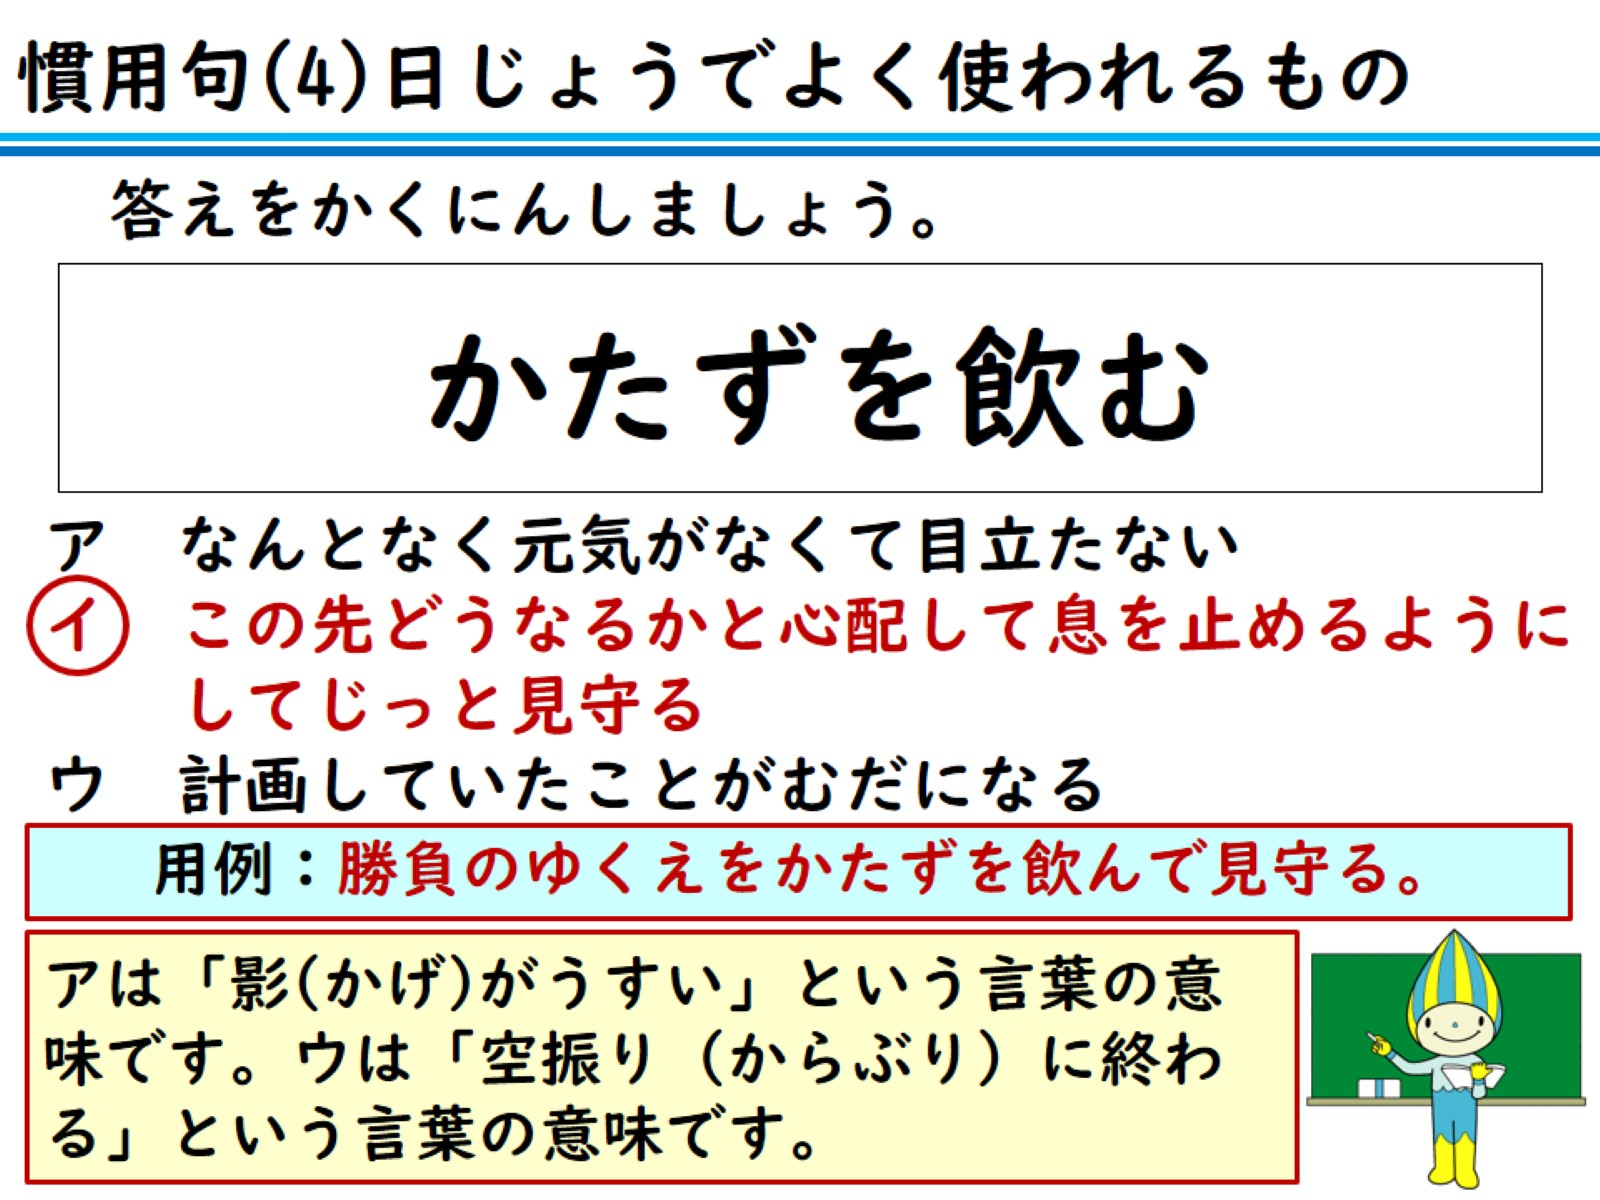 慣用句(4)日じょうでよく使われるもの
答えをかくにんしましょう。
かたずを飲む
ア　なんとなく元気がなくて目立たない
イ　この先どうなるかと心配して息を止めるように
してじっと見守る
ウ　計画していたことがむだになる
用例：勝負のゆくえをかたずを飲んで見守る。
アは「影(かげ)がうすい」という言葉の意
味です。ウは「空振り（からぶり）に終わ
る」という言葉の意味です。